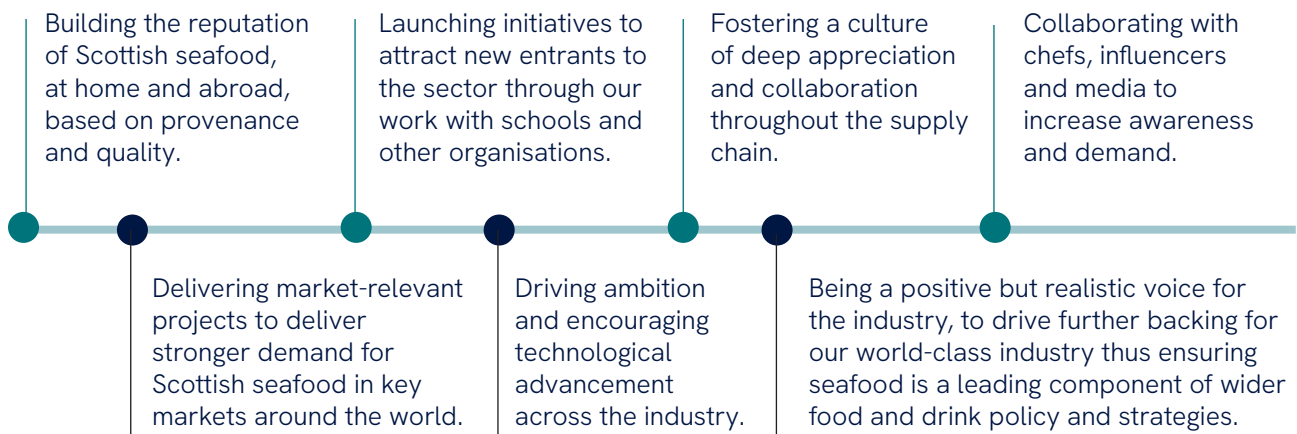 Building the reputation
of Scottish seafood,
at home and abroad,
based on provenance
and quality.
Launching initiatives to
attract new entrants to
the sector through our
work with schools and
other organisations.
Fostering a culture
of deep appreciation
and collaboration
throughout the supply
chain.
Collaborating with
chefs, influencers
and media to
increase awareness
and demand.
Delivering market-relevant
projects to deliver
stronger demand for
Scottish seafood in key
markets around the world.
Driving ambition
and encouraging
technological
advancement
across the industry.
Being a positive but realistic voice for
the industry, to drive further backing for
our world-class industry thus ensuring
seafood is a leading component of wider
food and drink policy and strategies.